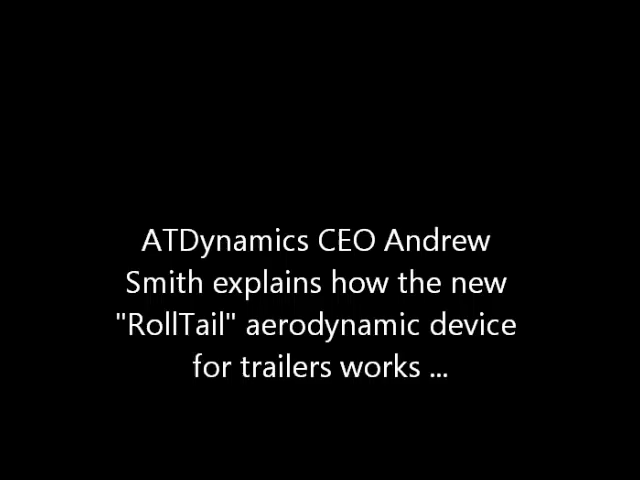 ATDynamics CEO Andrew
Smith explains how the new
"RollTail" aerodynamic device
for trailers works ...